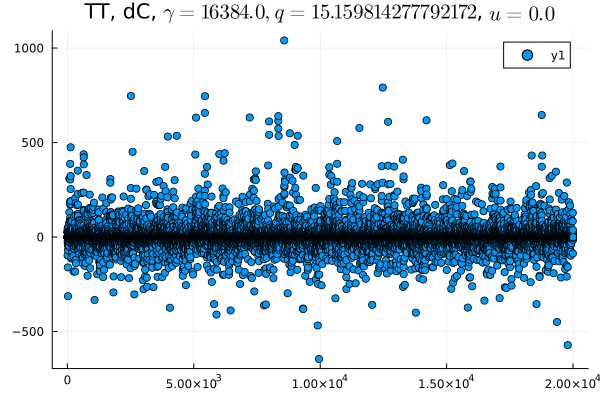 TT, dC, γ = 16384.0, q = 15.159814277792172, u = 0.0
y1
1000
500
0
−500
0 5.00×10³ 1.00×10⁴ 1.50×10⁴ 2.00×10⁴